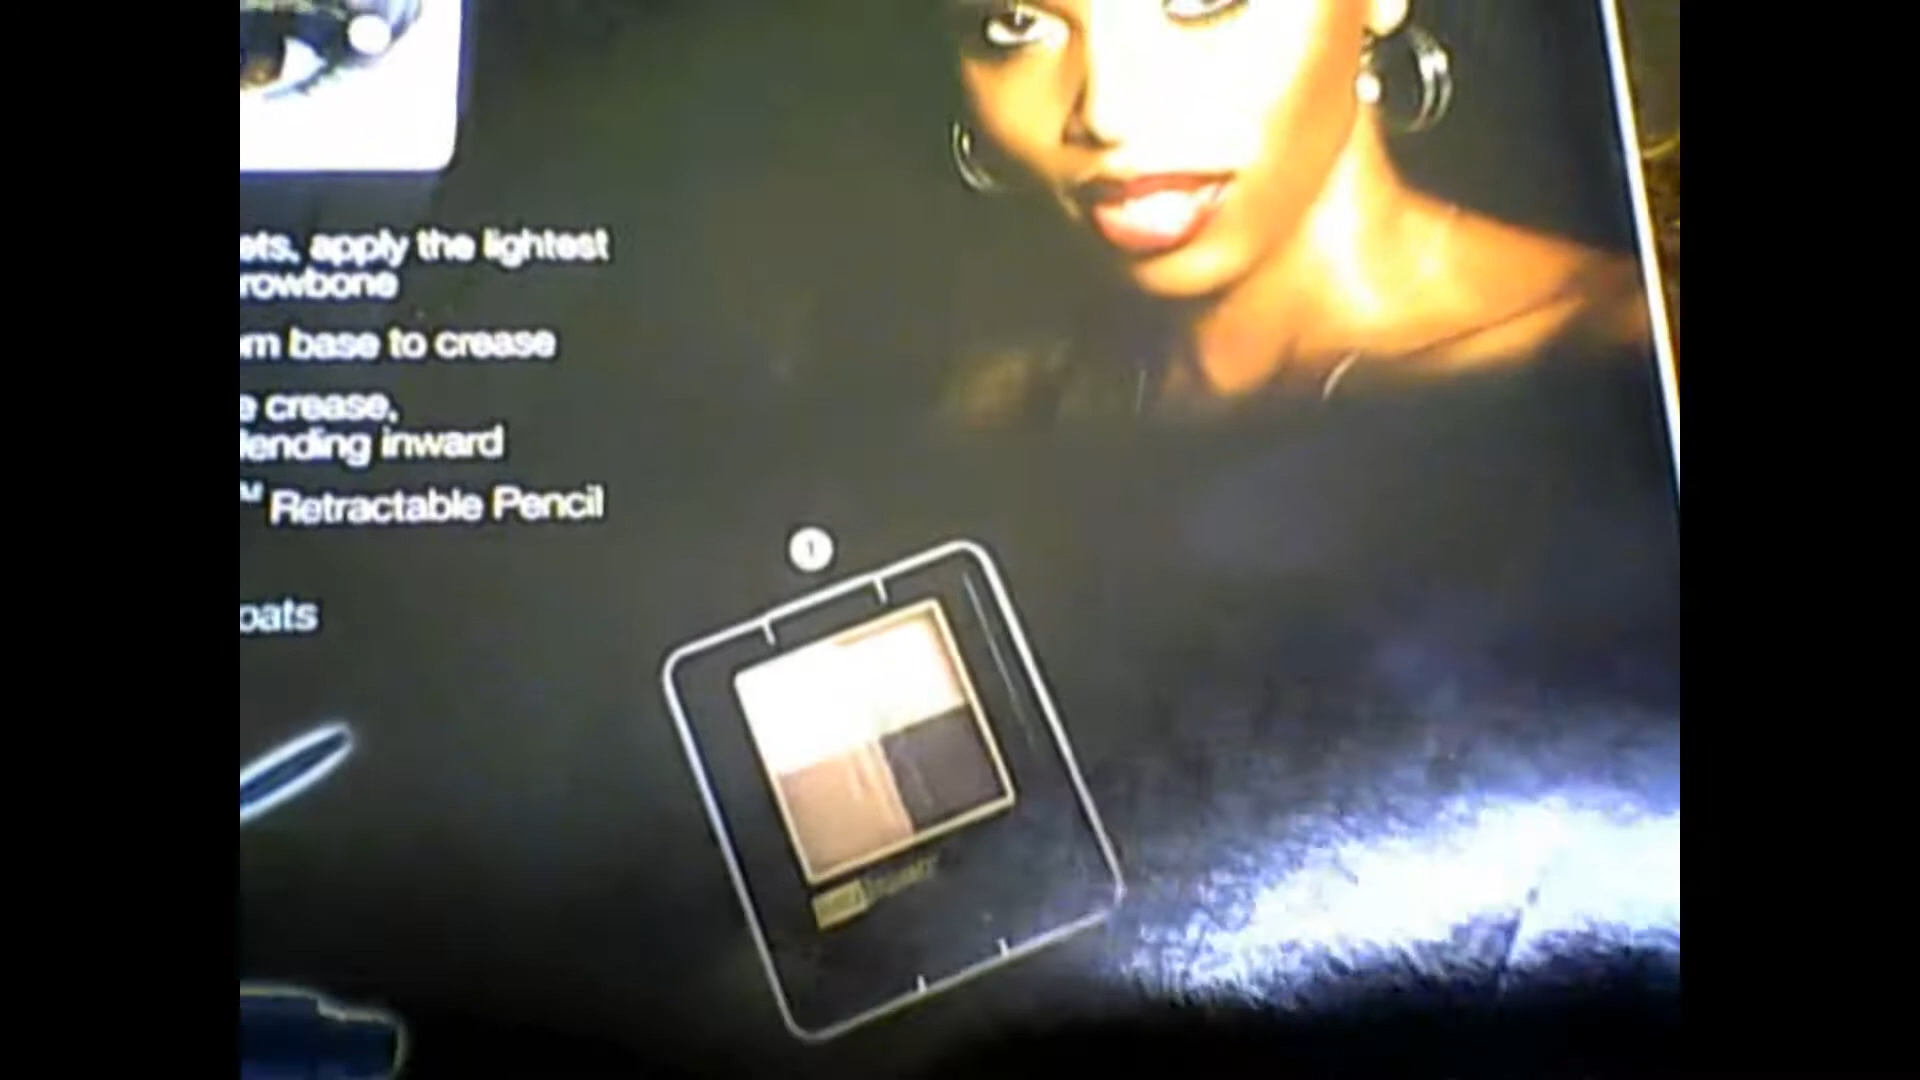 ets, apply the lightest
rowbone
m base to crease
e crease,
lending inward
Retractable Pencil
oats
1